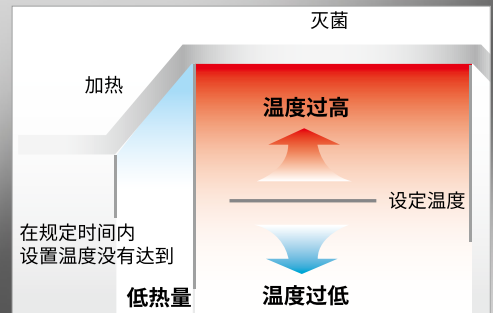 灭菌
加热
温度过高
设定温度
在规定时间内
设置温度没有达到
低热量
温度过低